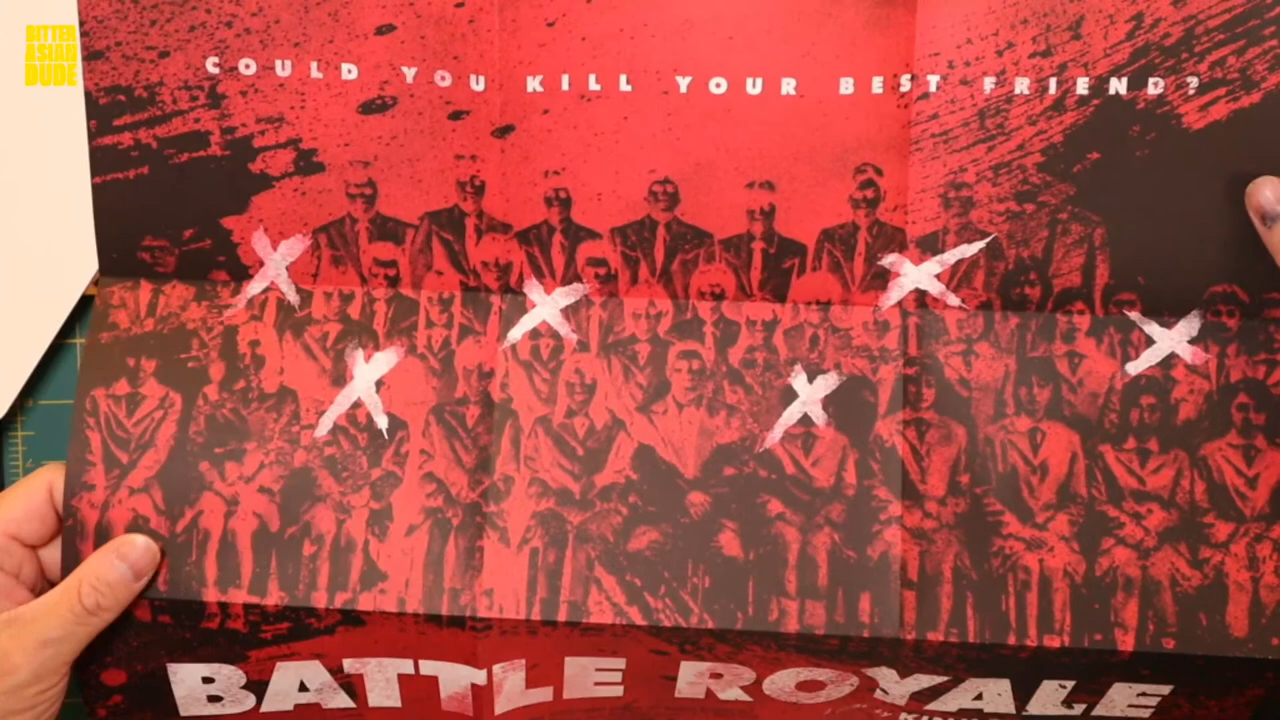 BITTER
ASIAN
DUDE
COULD YOU KILL YOUR BEST FRIEND?
BATTLE ROYALE